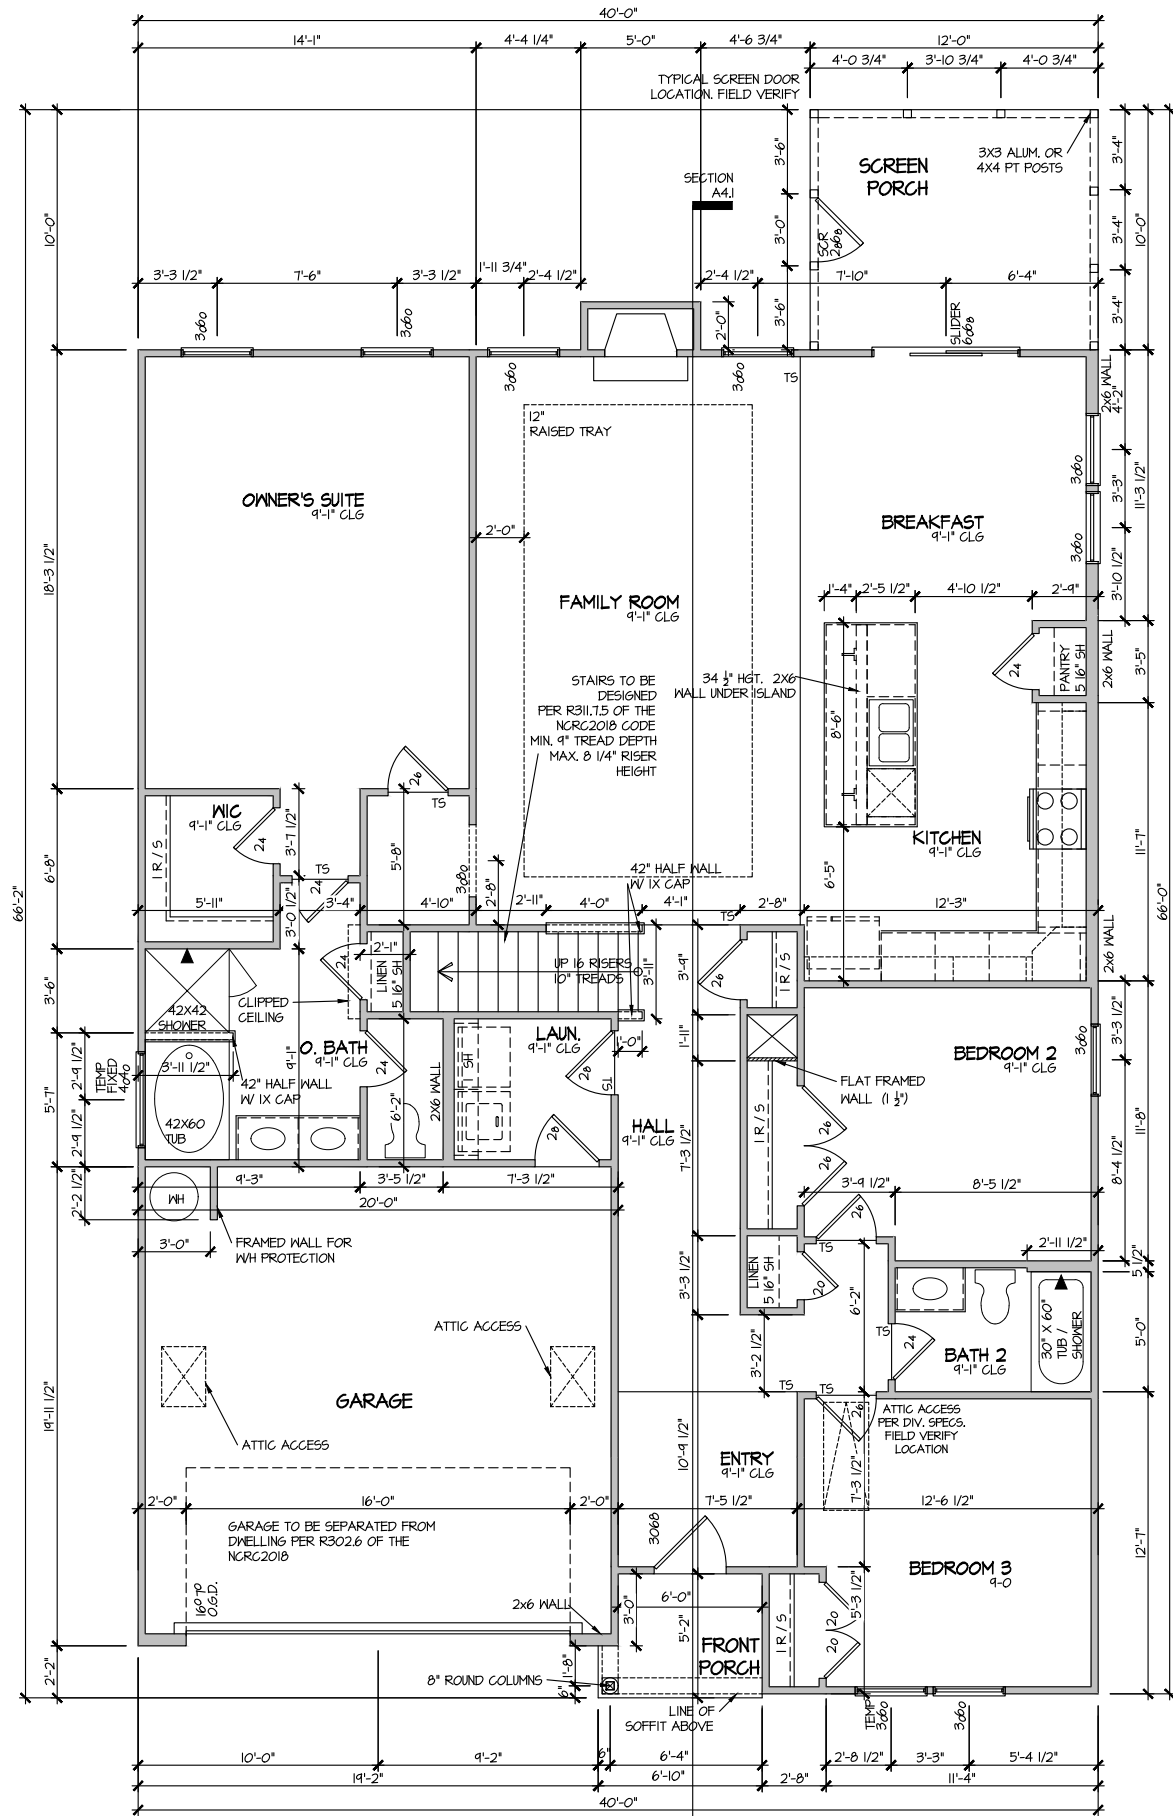 40'-0"
14'-1"
4'-4 1/4"
5'-0"
4'-6 3/4"
12'-0"
4'-0 3/4"
3'-10 3/4"
4'-0 3/4"
TYPICAL SCREEN DOOR
LOCATION. FIELD VERIFY
3'-6"
SCREEN
PORCH
3X3 ALUM. OR
4X4 PT POSTS
3'-4"
SECTION
A4.1
10'-0"
3'-0"
SCR
2868
3'-4"
10'-0"
3'-3 1/2"
7'-6"
3'-3 1/2"
1'-11 3/4"
2'-4 1/2"
2'-4 1/2"
7'-10"
6'-4"
3'-6"
2'-0"
3'-4"
3060
3060
SLIDER
6068
3060
3060
TS
2x6 WALL
4'-2"
12"
RAISED TRAY
OWNER'S SUITE
9'-1" CLG
BREAKFAST
9'-1" CLG
3060
3'-3"
11'-3 1/2"
3060
3'-10 1/2"
2'-0"
18'-3 1/2"
FAMILY ROOM
9'-1" CLG
1'-4"
2'-5 1/2"
4'-10 1/2"
2'-9"
24
PANTRY
5 16" SH
2x6 WALL
3'-5"
STAIRS TO BE
DESIGNED
PER R311.7.5 OF THE
NCRC2018 CODE
MIN. 9" TREAD DEPTH
MAX. 8 1/4" RISER
HEIGHT
34 1/2" HGT. 2X6
WALL UNDER ISLAND
8'-6"
26
TS
WIC
9'-1" CLG
1 R / S
24
3'-7 1/2"
5'-8"
3080
2'-8"
KITCHEN
9'-1" CLG
11'-7"
6'-8"
66'-2"
66'-0"
TS
24
42" HALF WALL
W/ 1X CAP
6'-5"
5'-11"
3'-0 1/2"
3'-4"
4'-10"
2'-11"
4'-0"
4'-1"
TS
2'-8"
12'-3"
2'-1"
24
LINEN
5 16" SH
UP 16 RISERS
10" TREADS
3'-11"
3'-9"
26
1 R / S
2x6 WALL
3'-6"
CLIPPED
CEILING
42X42
SHOWER
O. BATH
9'-1" CLG
9'-1"
LAUN.
9'-1" CLG
1'-0"
1'-11"
BEDROOM 2
9'-1" CLG
3060
3'-3 1/2"
TEMP
FIXED
4040
2'-9 1/2"
3'-11 1/2"
42" HALF WALL
W/ 1X CAP
24
SH
28
TS
FLAT FRAMED
WALL (1 1/2")
5'-7"
42X60
TUB
6'-2"
2X6 WALL
28
HALL
9'-1" CLG
7'-3 1/2"
1 R / S
26
26
11'-8"
8'-4 1/2"
2'-9 1/2"
2'-2 1/2"
WH
9'-3"
3'-5 1/2"
7'-3 1/2"
3'-9 1/2"
8'-5 1/2"
20'-0"
26
TS
3'-0"
FRAMED WALL FOR
WH PROTECTION
2'-11 1/2"
5 1/2"
3'-3 1/2"
LINEN
5 16" SH
20
6'-2"
ATTIC ACCESS
TS
24
BATH 2
9'-1" CLG
30" X 60"
TUB /
SHOWER
5'-0"
3'-2 1/2"
TS
TS
GARAGE
19'-11 1/2"
ATTIC ACCESS
26
ATTIC ACCESS
PER DIV. SPECS.
FIELD VERIFY
LOCATION
10'-9 1/2"
ENTRY
9'-1" CLG
7'-3 1/2"
2'-0"
16'-0"
2'-0"
7'-5 1/2"
12'-6 1/2"
12'-7"
GARAGE TO BE SEPARATED FROM
DWELLING PER R302.6 OF THE
NCRC2018
3068
BEDROOM 3
9-0
16070
O.G.D.
2x6 WALL
3'-0"
6'-0"
5'-2"
1 R / S
20
5'-3 1/2"
20
FRONT
PORCH
2'-2"
8" ROUND COLUMNS
1'-8"
6"
LINE OF
SOFFIT ABOVE
TEMP
3060
3060
10'-0"
9'-2"
6"
6'-4"
2'-8 1/2"
3'-3"
5'-4 1/2"
19'-2"
6'-10"
2'-8"
11'-4"
40'-0"